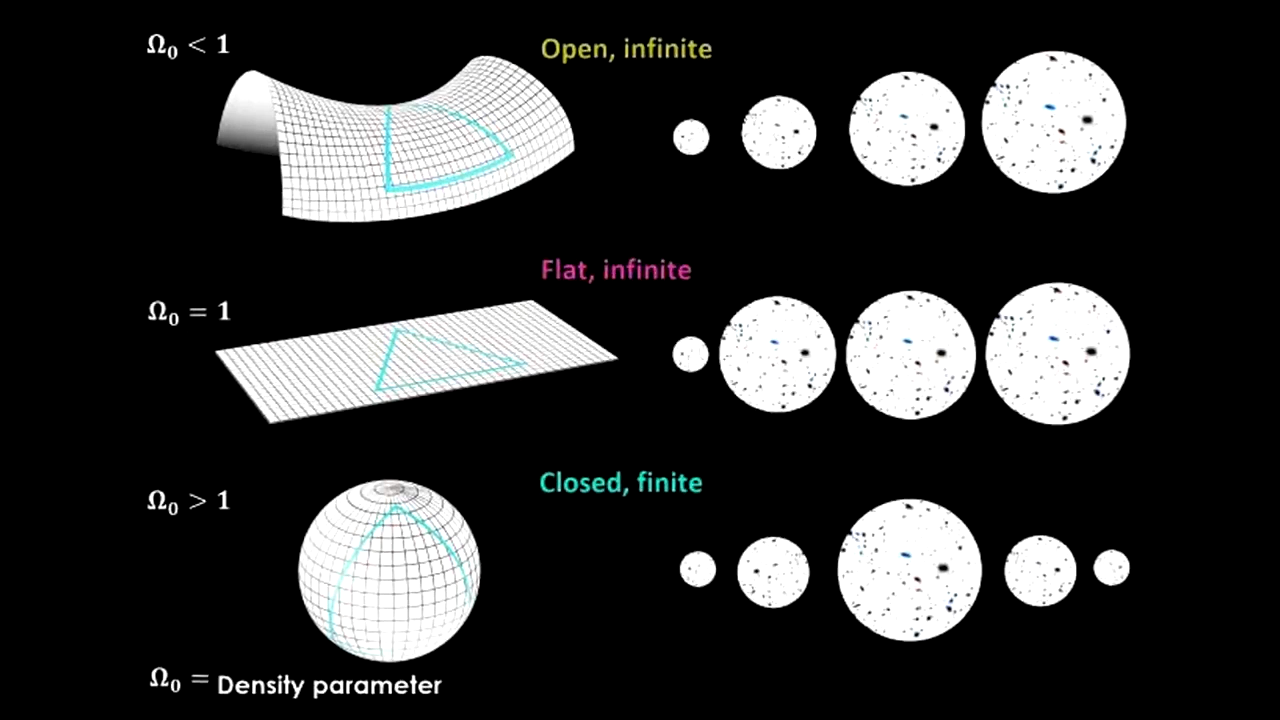 Ω₀ < 1
Open, infinite
Flat, infinite
Ω₀ = 1
Closed, finite
Ω₀ > 1
Ω₀ = Density parameter